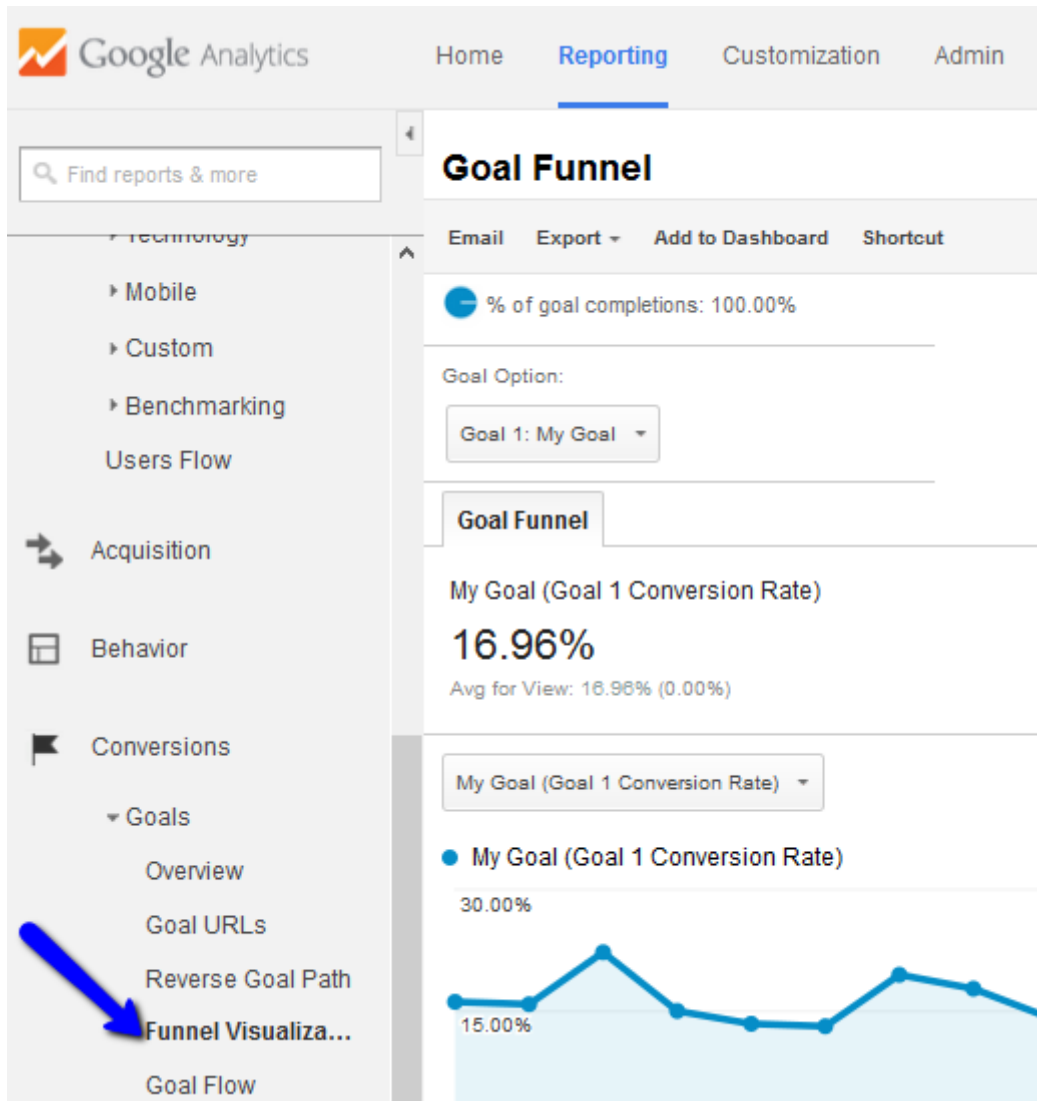 Google Analytics
Home Reporting Customization Admin
Find reports & more
Technology
Mobile
Custom
Benchmarking
Users Flow
Acquisition
Behavior
Conversions
Goals
Overview
Goal URLs
Reverse Goal Path
Funnel Visualiza...
Goal Flow
Goal Funnel
Email Export Add to Dashboard Shortcut
% of goal completions: 100.00%
Goal Option:
Goal 1: My Goal
Goal Funnel
My Goal (Goal 1 Conversion Rate)
16.96%
Avg for View: 16.96% (0.00%)
My Goal (Goal 1 Conversion Rate)
My Goal (Goal 1 Conversion Rate)
30.00%
15.00%